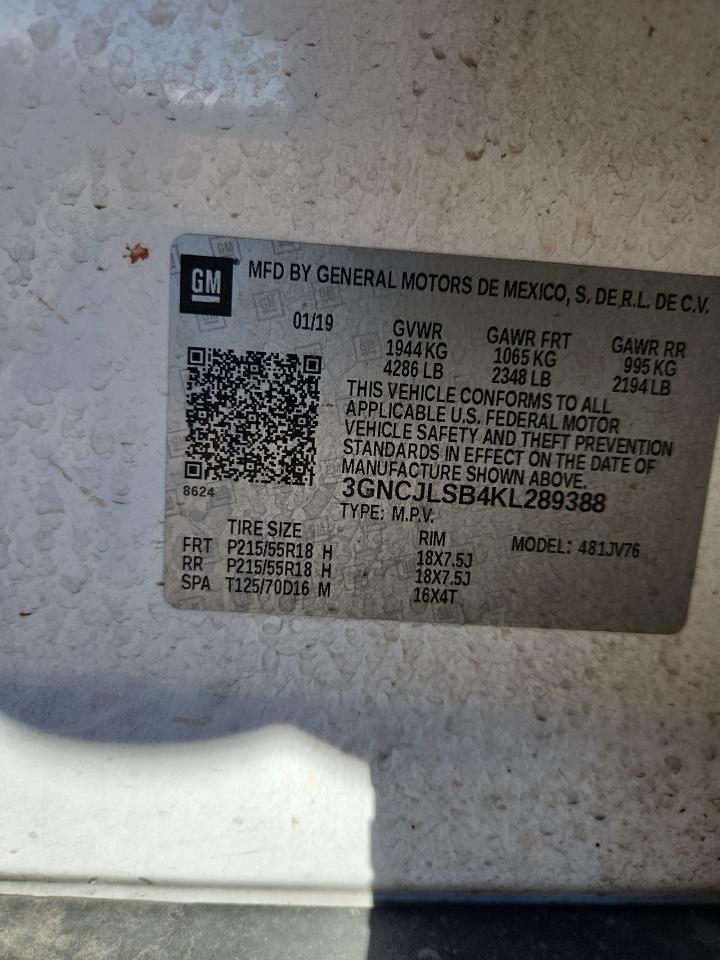 GM MFD BY GENERAL MOTORS DE MEXICO, S. DE R.L. DE C.V.
01/19 GVWR GAWR FRT GAWR RR
1944 KG 1065 KG 995 KG
4286 LB 2348 LB 2194 LB
THIS VEHICLE CONFORMS TO ALL
APPLICABLE U.S. FEDERAL MOTOR
VEHICLE SAFETY AND THEFT PREVENTION
STANDARDS IN EFFECT ON THE DATE OF
MANUFACTURE SHOWN ABOVE.
8624 3GNCJLSB4KL289388
TYPE: M.P.V.
TIRE SIZE RIM MODEL: 481JV76
FRT P215/55R18 H 18X7.5J
RR P215/55R18 H 18X7.5J
SPA T125/70D16 M 16X4T